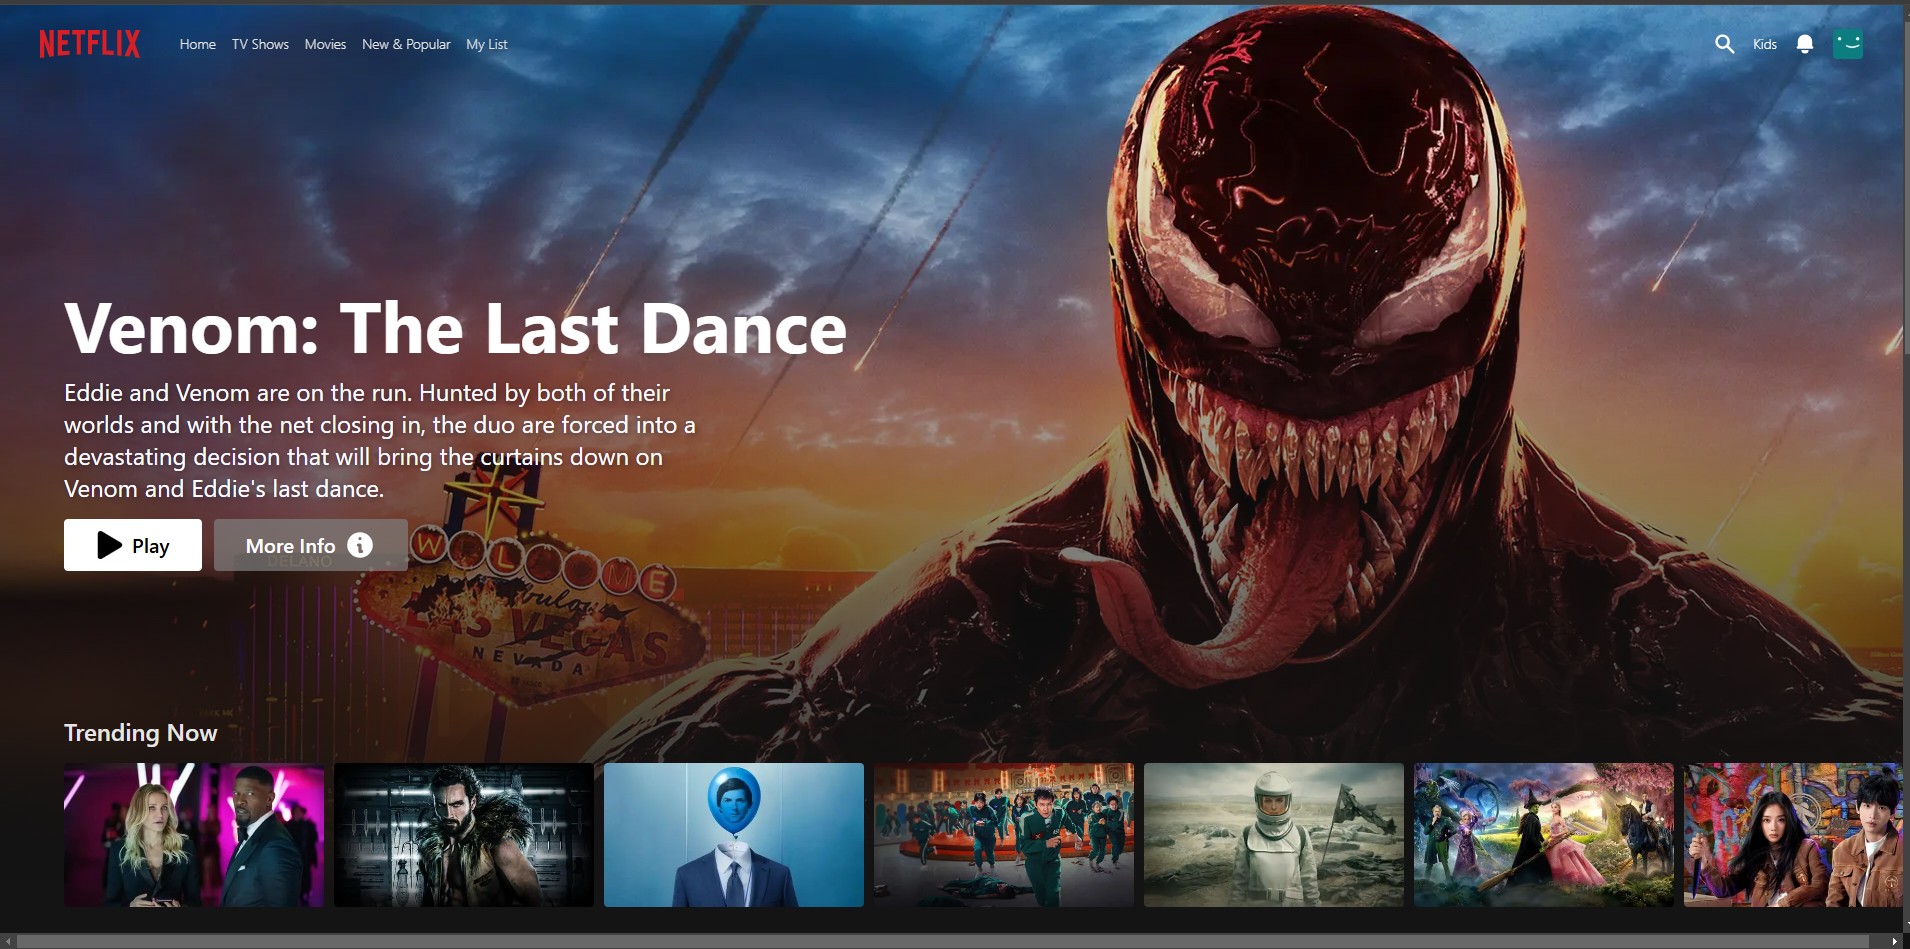 NETFLIX
Home TV Shows Movies New & Popular My List
Kids
Venom: The Last Dance
Eddie and Venom are on the run. Hunted by both of their
worlds and with the net closing in, the duo are forced into a
devastating decision that will bring the curtains down on
Venom and Eddie's last dance.
Play
More Info
DELANO
WELCOME
Fabulous
LAS VEGAS
NEVADA
Trending Now